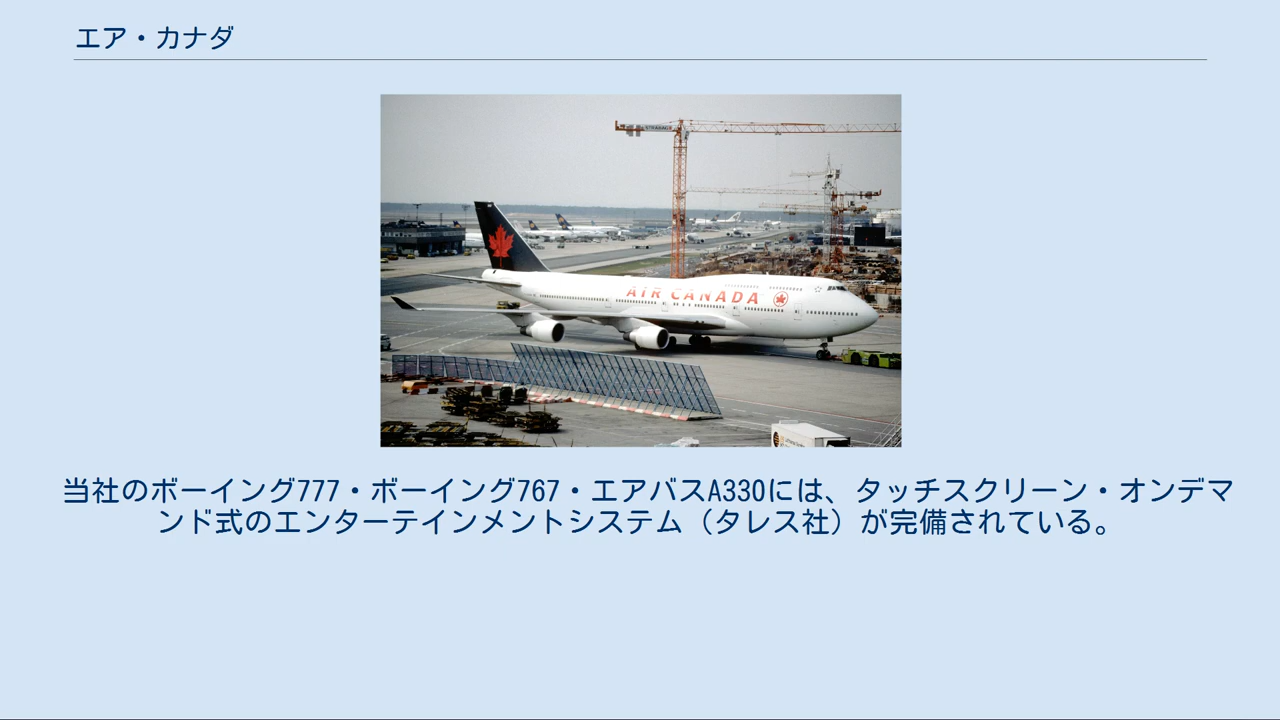 エア・カナダ
STRABAG
AIR CANADA
当社のボーイング777・ボーイング767・エアバスA330には、タッチスクリーン・オンデマ
ンド式のエンターテインメントシステム（タレス社）が完備されている。